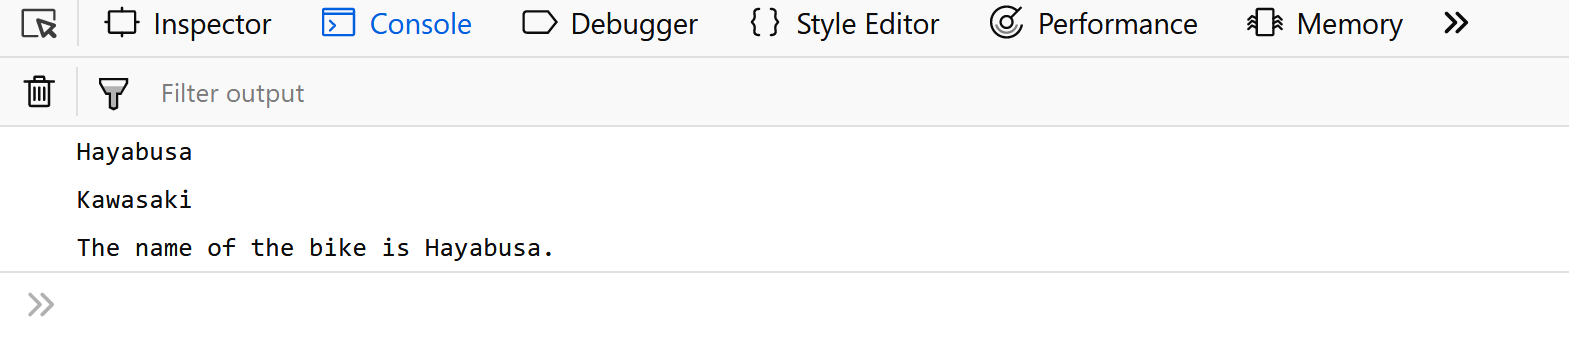 Inspector Console Debugger { } Style Editor Performance Memory
Filter output
Hayabusa
Kawasaki
The name of the bike is Hayabusa.